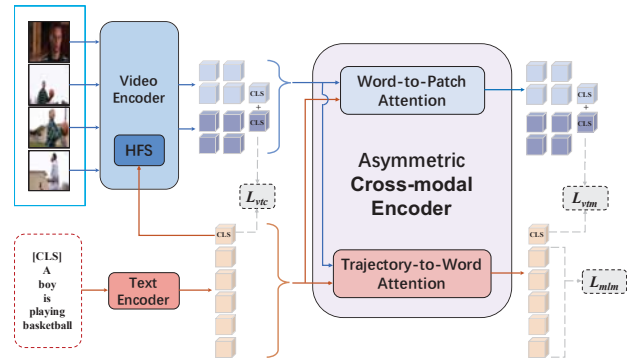 Video
Encoder
HFS
CLS
+
CLS
L_vtc
CLS
[CLS]
A
boy
is
playing
basketball
Text
Encoder
Word-to-Patch
Attention
Asymmetric
Cross-modal
Encoder
Trajectory-to-Word
Attention
CLS
+
CLS
L_vtm
CLS
L_mlm